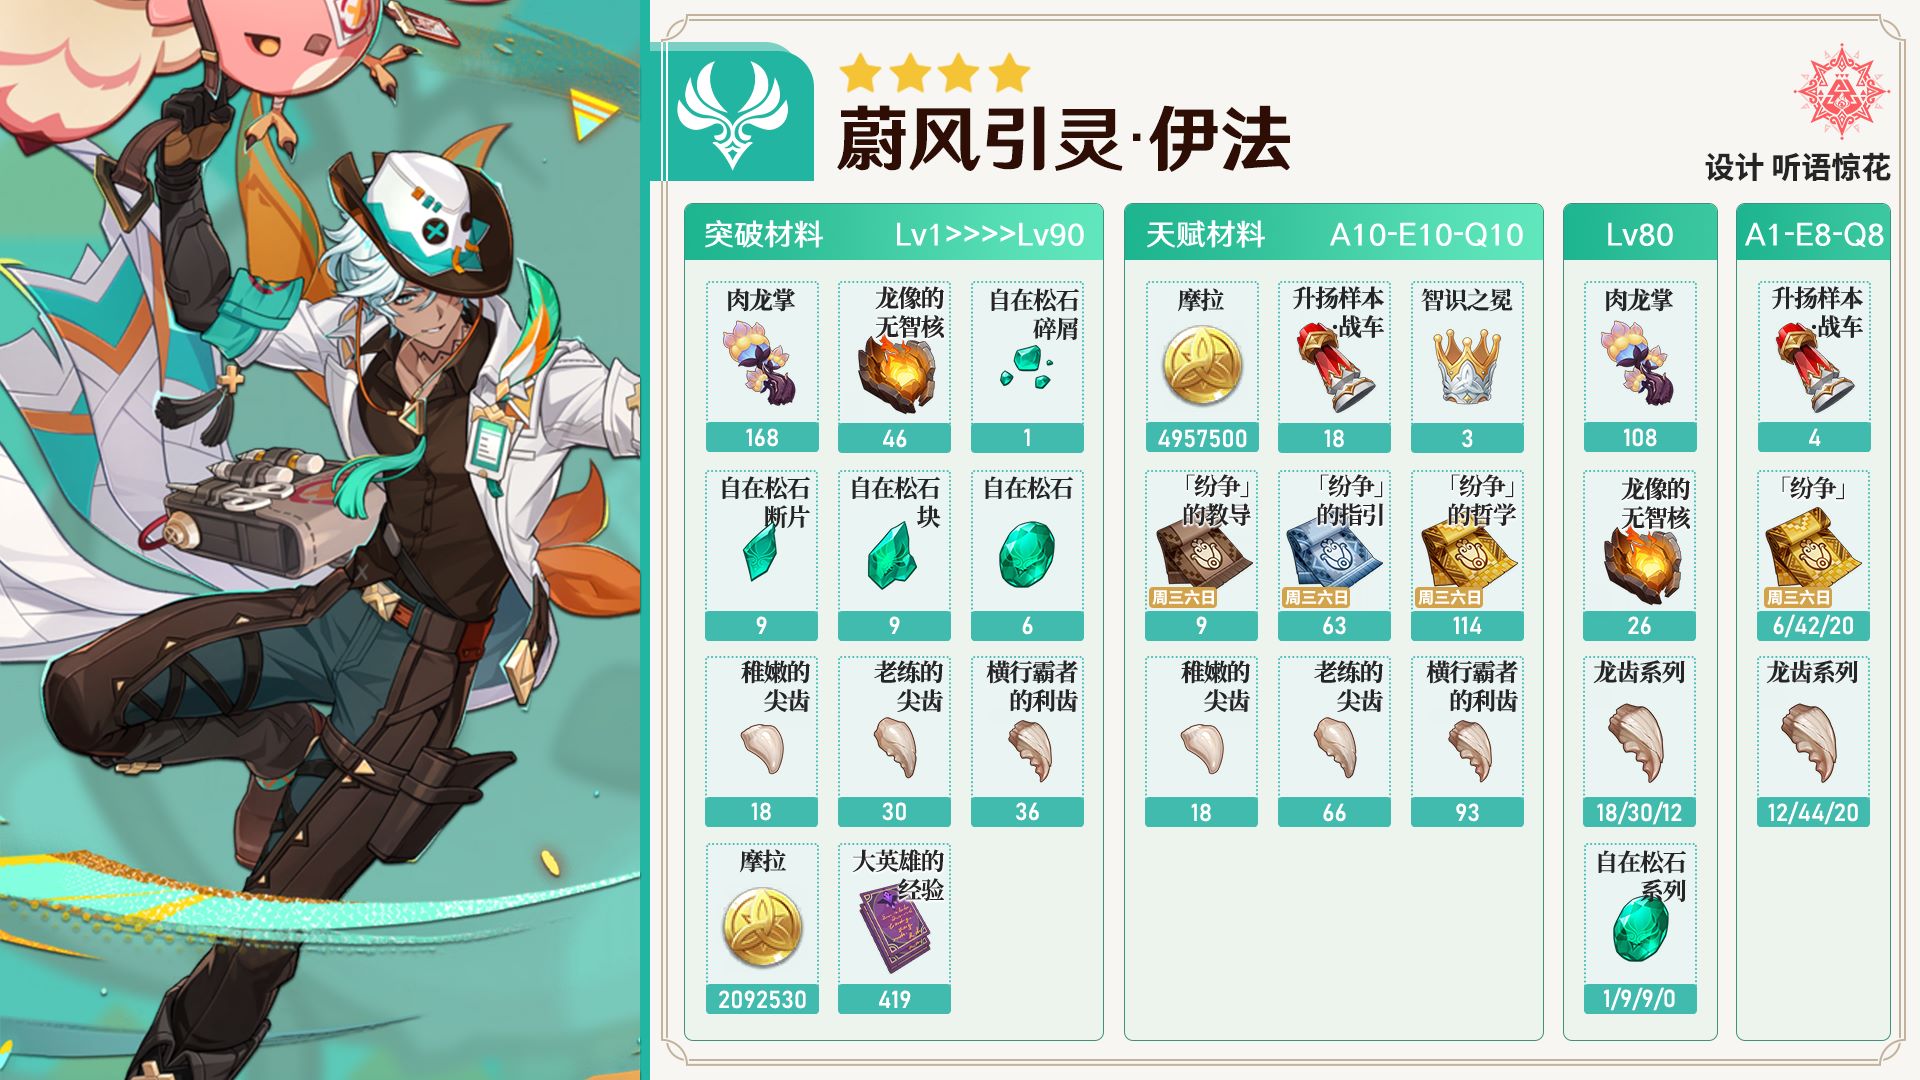 蔚风引灵·伊法
设计 听语惊花
突破材料 Lv1>>>>Lv90
肉龙掌
168
龙像的
无智核
46
自在松石
碎屑
1
自在松石
断片
9
自在松石
块
9
自在松石
6
稚嫩的
尖齿
18
老练的
尖齿
30
横行霸者
的利齿
36
摩拉
2092530
大英雄的
经验
419
天赋材料 A10-E10-Q10
摩拉
4957500
升扬样本
·战车
18
智识之冕
3
「纷争」
的教导
周三六日
9
「纷争」
的指引
周三六日
63
「纷争」
的哲学
周三六日
114
稚嫩的
尖齿
18
老练的
尖齿
66
横行霸者
的利齿
93
Lv80
肉龙掌
108
龙像的
无智核
26
龙齿系列
18/30/12
自在松石
系列
1/9/9/0
A1-E8-Q8
升扬样本
·战车
4
「纷争」
周三六日
6/42/20
龙齿系列
12/44/20